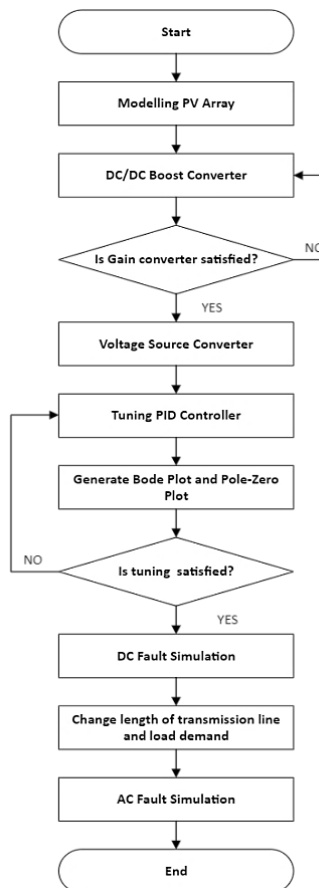 Start
Modelling PV Array
DC/DC Boost Converter
Is Gain converter satisfied?
NO
YES
Voltage Source Converter
Tuning PID Controller
Generate Bode Plot and Pole-Zero
Plot
Is tuning satisfied?
NO
YES
DC Fault Simulation
Change length of transmission line
and load demand
AC Fault Simulation
End